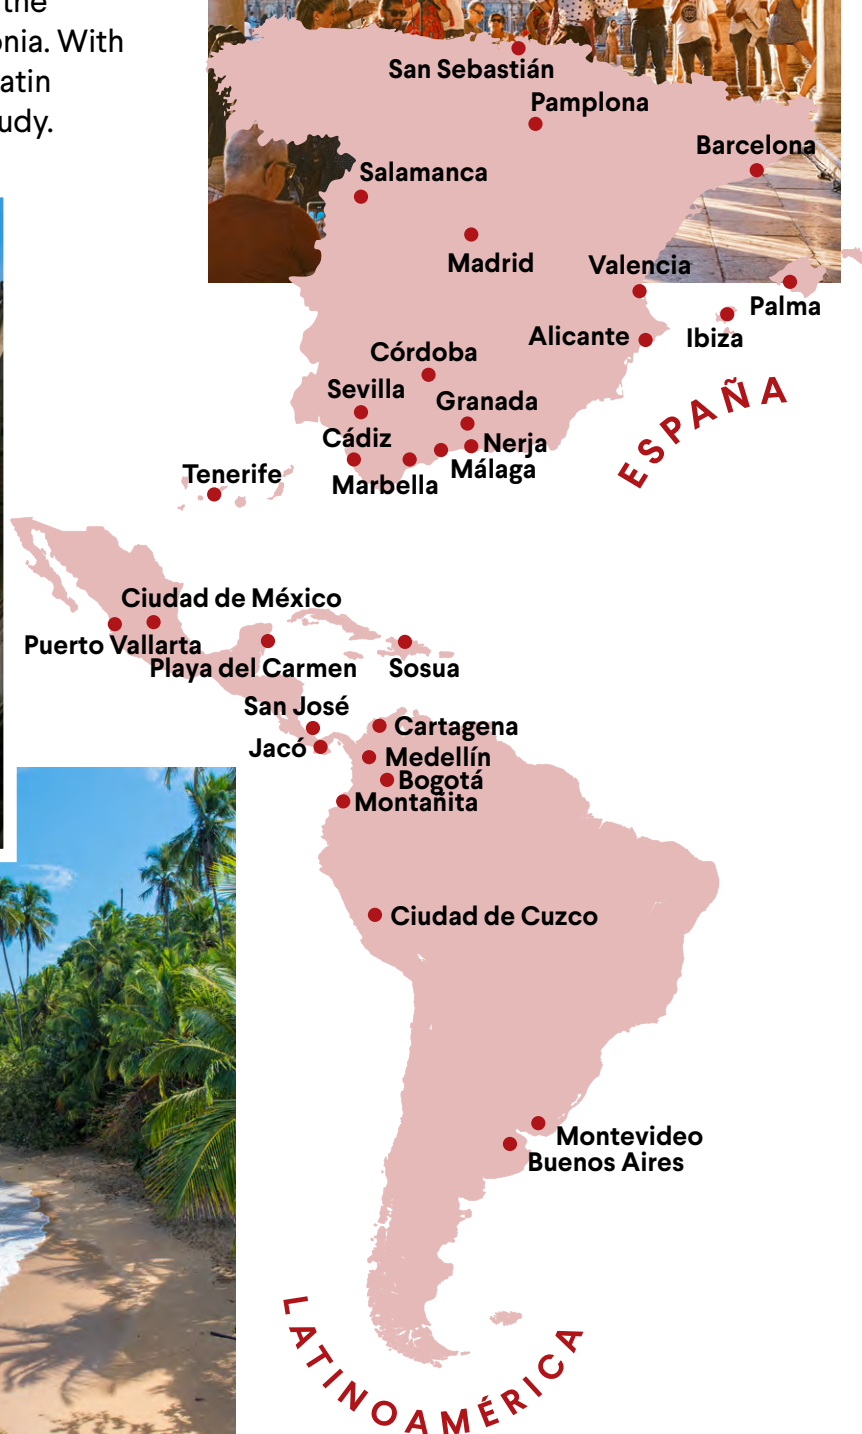 the
onia. With
atin
udy.
San Sebastián
Pamplona
Barcelona
Salamanca
Madrid
Valencia
Palma
Ibiza
Alicante
Córdoba
Sevilla
Granada
Cádiz
Nerja
Málaga
Marbella
Tenerife
ESPAÑA
Ciudad de México
Puerto Vallarta
Playa del Carmen
Sosua
San José
Cartagena
Jacó
Medellín
Bogotá
Montañita
Ciudad de Cuzco
Montevideo
Buenos Aires
LATINOAMÉRICA